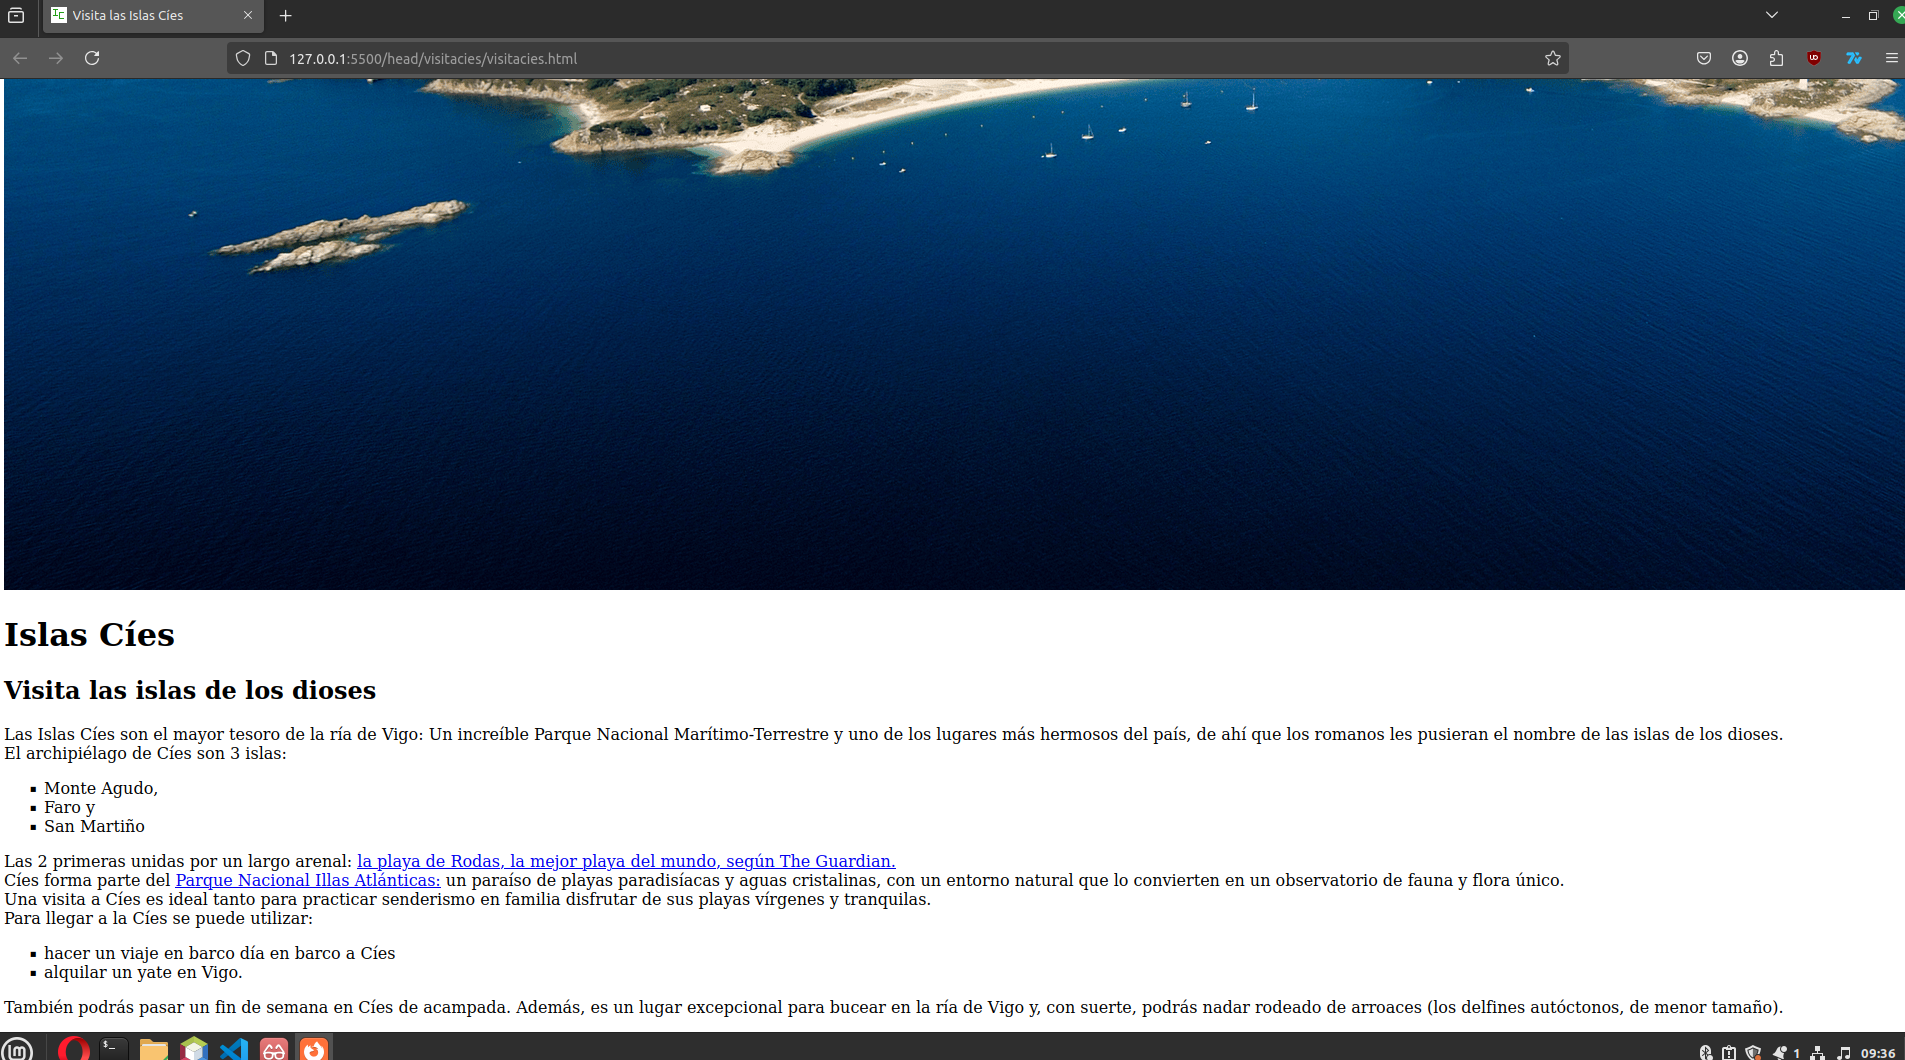 Visita las Islas Cíes
127.0.0.1:5500/head/visitacies/visitacies.html
Islas Cíes
Visita las islas de los dioses
Las Islas Cíes son el mayor tesoro de la ría de Vigo: Un increíble Parque Nacional Marítimo-Terrestre y uno de los lugares más hermosos del país, de ahí que los romanos les pusieran el nombre de las islas de los dioses.
El archipiélago de Cíes son 3 islas:
Monte Agudo,
Faro y
San Martiño
Las 2 primeras unidas por un largo arenal: la playa de Rodas, la mejor playa del mundo, según The Guardian.
Cíes forma parte del Parque Nacional Illas Atlánticas: un paraíso de playas paradisíacas y aguas cristalinas, con un entorno natural que lo convierten en un observatorio de fauna y flora único.
Una visita a Cíes es ideal tanto para practicar senderismo en familia disfrutar de sus playas vírgenes y tranquilas.
Para llegar a la Cíes se puede utilizar:
hacer un viaje en barco día en barco a Cíes
alquilar un yate en Vigo.
También podrás pasar un fin de semana en Cíes de acampada. Además, es un lugar excepcional para bucear en la ría de Vigo y, con suerte, podrás nadar rodeado de arroaces (los delfines autóctonos, de menor tamaño).
1 09:36